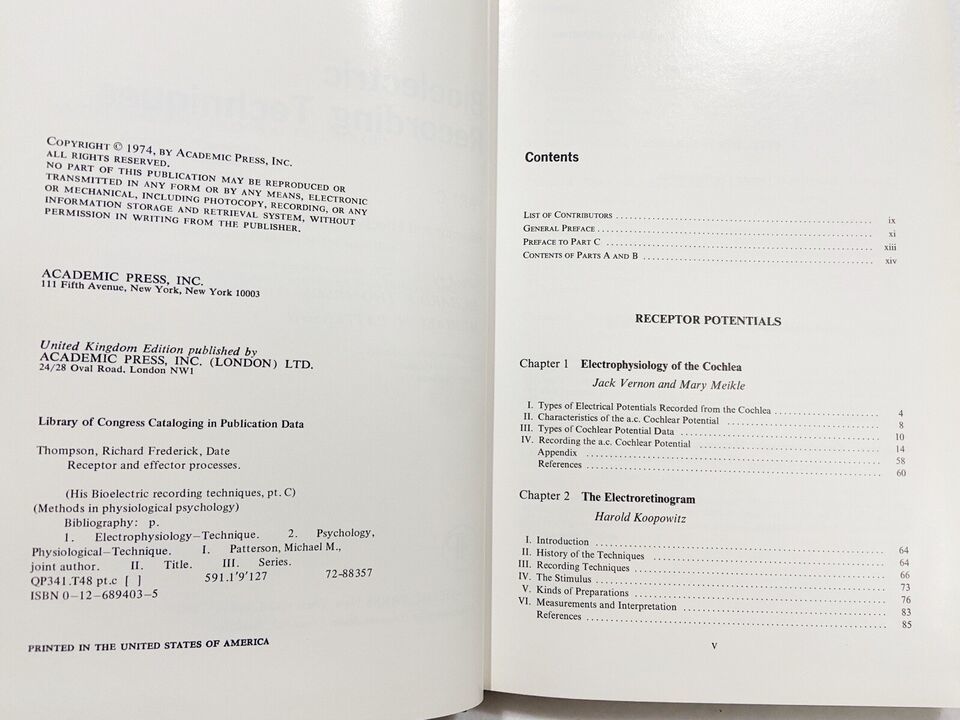 COPYRIGHT © 1974, BY ACADEMIC PRESS, INC.
ALL RIGHTS RESERVED.
NO PART OF THIS PUBLICATION MAY BE REPRODUCED OR
TRANSMITTED IN ANY FORM OR BY ANY MEANS, ELECTRONIC
OR MECHANICAL, INCLUDING PHOTOCOPY, RECORDING, OR ANY
INFORMATION STORAGE AND RETRIEVAL SYSTEM, WITHOUT
PERMISSION IN WRITING FROM THE PUBLISHER.
ACADEMIC PRESS, INC.
111 Fifth Avenue, New York, New York 10003
United Kingdom Edition published by
ACADEMIC PRESS, INC. (LONDON) LTD.
24/28 Oval Road, London NW1
Library of Congress Cataloging in Publication Data
Thompson, Richard Frederick, Date
Receptor and effector processes.
(His Bioelectric recording techniques, pt. C)
(Methods in physiological psychology)
Bibliography: p.
1. Electrophysiology—Technique. 2. Psychology,
Physiological—Technique. I. Patterson, Michael M.,
joint author. II. Title. III. Series.
QP341.T48 pt.c [ ] 591.1'9'127 72-88357
ISBN 0-12-689403-5
PRINTED IN THE UNITED STATES OF AMERICA
Contents
LIST OF CONTRIBUTORS ix
GENERAL PREFACE xi
PREFACE TO PART C xiii
CONTENTS OF PARTS A AND B xiv
RECEPTOR POTENTIALS
Chapter 1 Electrophysiology of the Cochlea
Jack Vernon and Mary Meikle
I. Types of Electrical Potentials Recorded from the Cochlea 4
II. Characteristics of the a.c. Cochlear Potential 8
III. Types of Cochlear Potential Data 10
IV. Recording the a.c. Cochlear Potential 14
Appendix 58
References 60
Chapter 2 The Electroretinogram
Harold Koopowitz
I. Introduction 64
II. History of the Techniques 64
III. Recording Techniques 66
IV. The Stimulus 73
V. Kinds of Preparations 76
VI. Measurements and Interpretation 83
References 85
V